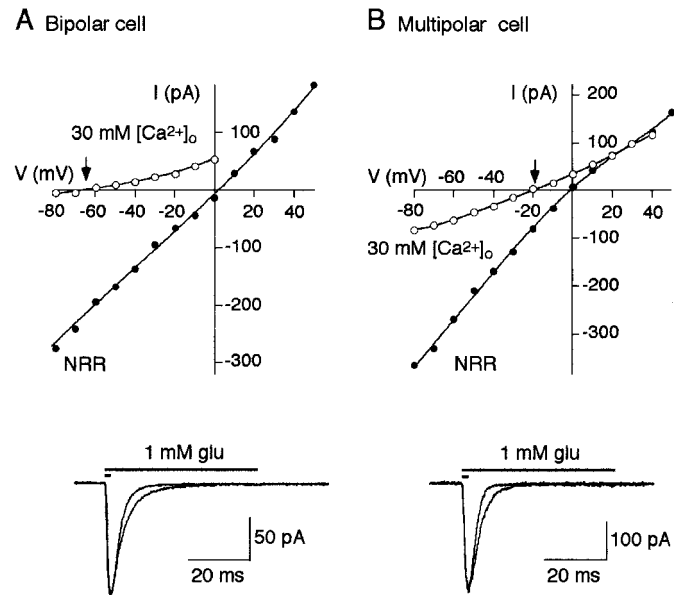 A Bipolar cell
I (pA)
30 mM [Ca²⁺]o
100
V (mV)
-80 -60 -40 -20 20 40
-100
-200
-300
NRR
1 mM glu
50 pA
20 ms
B Multipolar cell
I (pA)
200
100
V (mV) -60 -40
-80 -20 0 20 40
30 mM [Ca²⁺]o
-100
-200
-300
NRR
1 mM glu
100 pA
20 ms